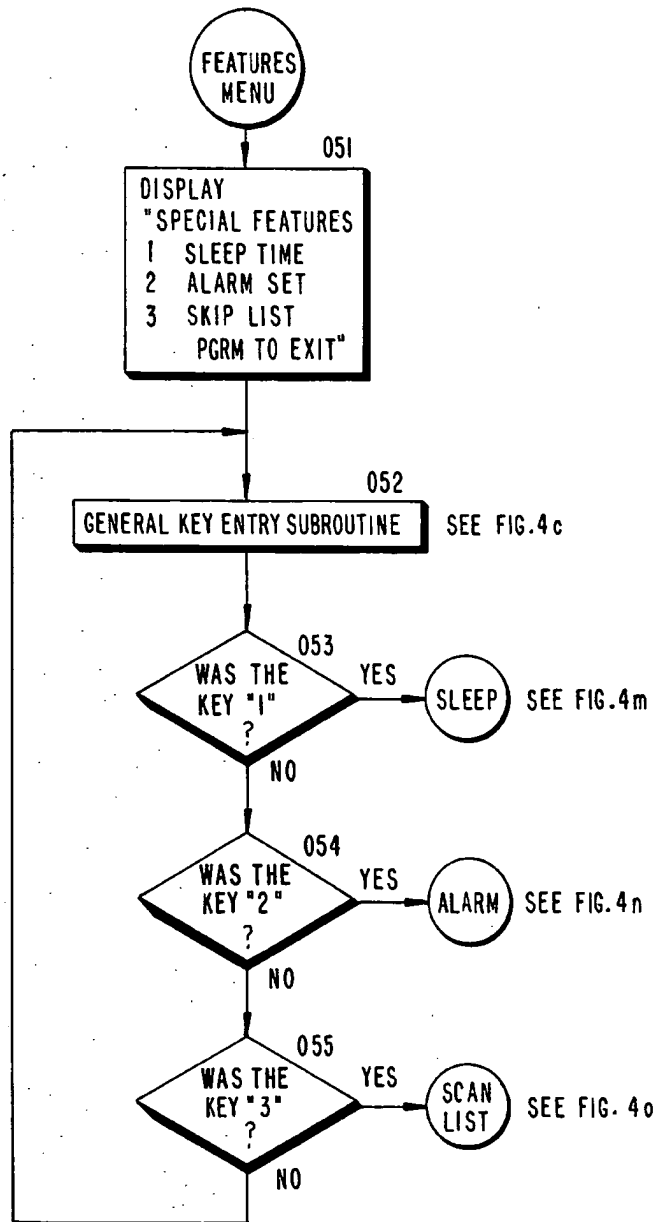 FEATURES
MENU
051
DISPLAY
"SPECIAL FEATURES
1 SLEEP TIME
2 ALARM SET
3 SKIP LIST
PGRM TO EXIT"
052
GENERAL KEY ENTRY SUBROUTINE
SEE FIG.4c
053
WAS THE
KEY "1"
?
YES
SLEEP
SEE FIG.4m
NO
054
WAS THE
KEY "2"
?
YES
ALARM
SEE FIG.4n
NO
055
WAS THE
KEY "3"
?
YES
SCAN
LIST
SEE FIG. 4o
NO